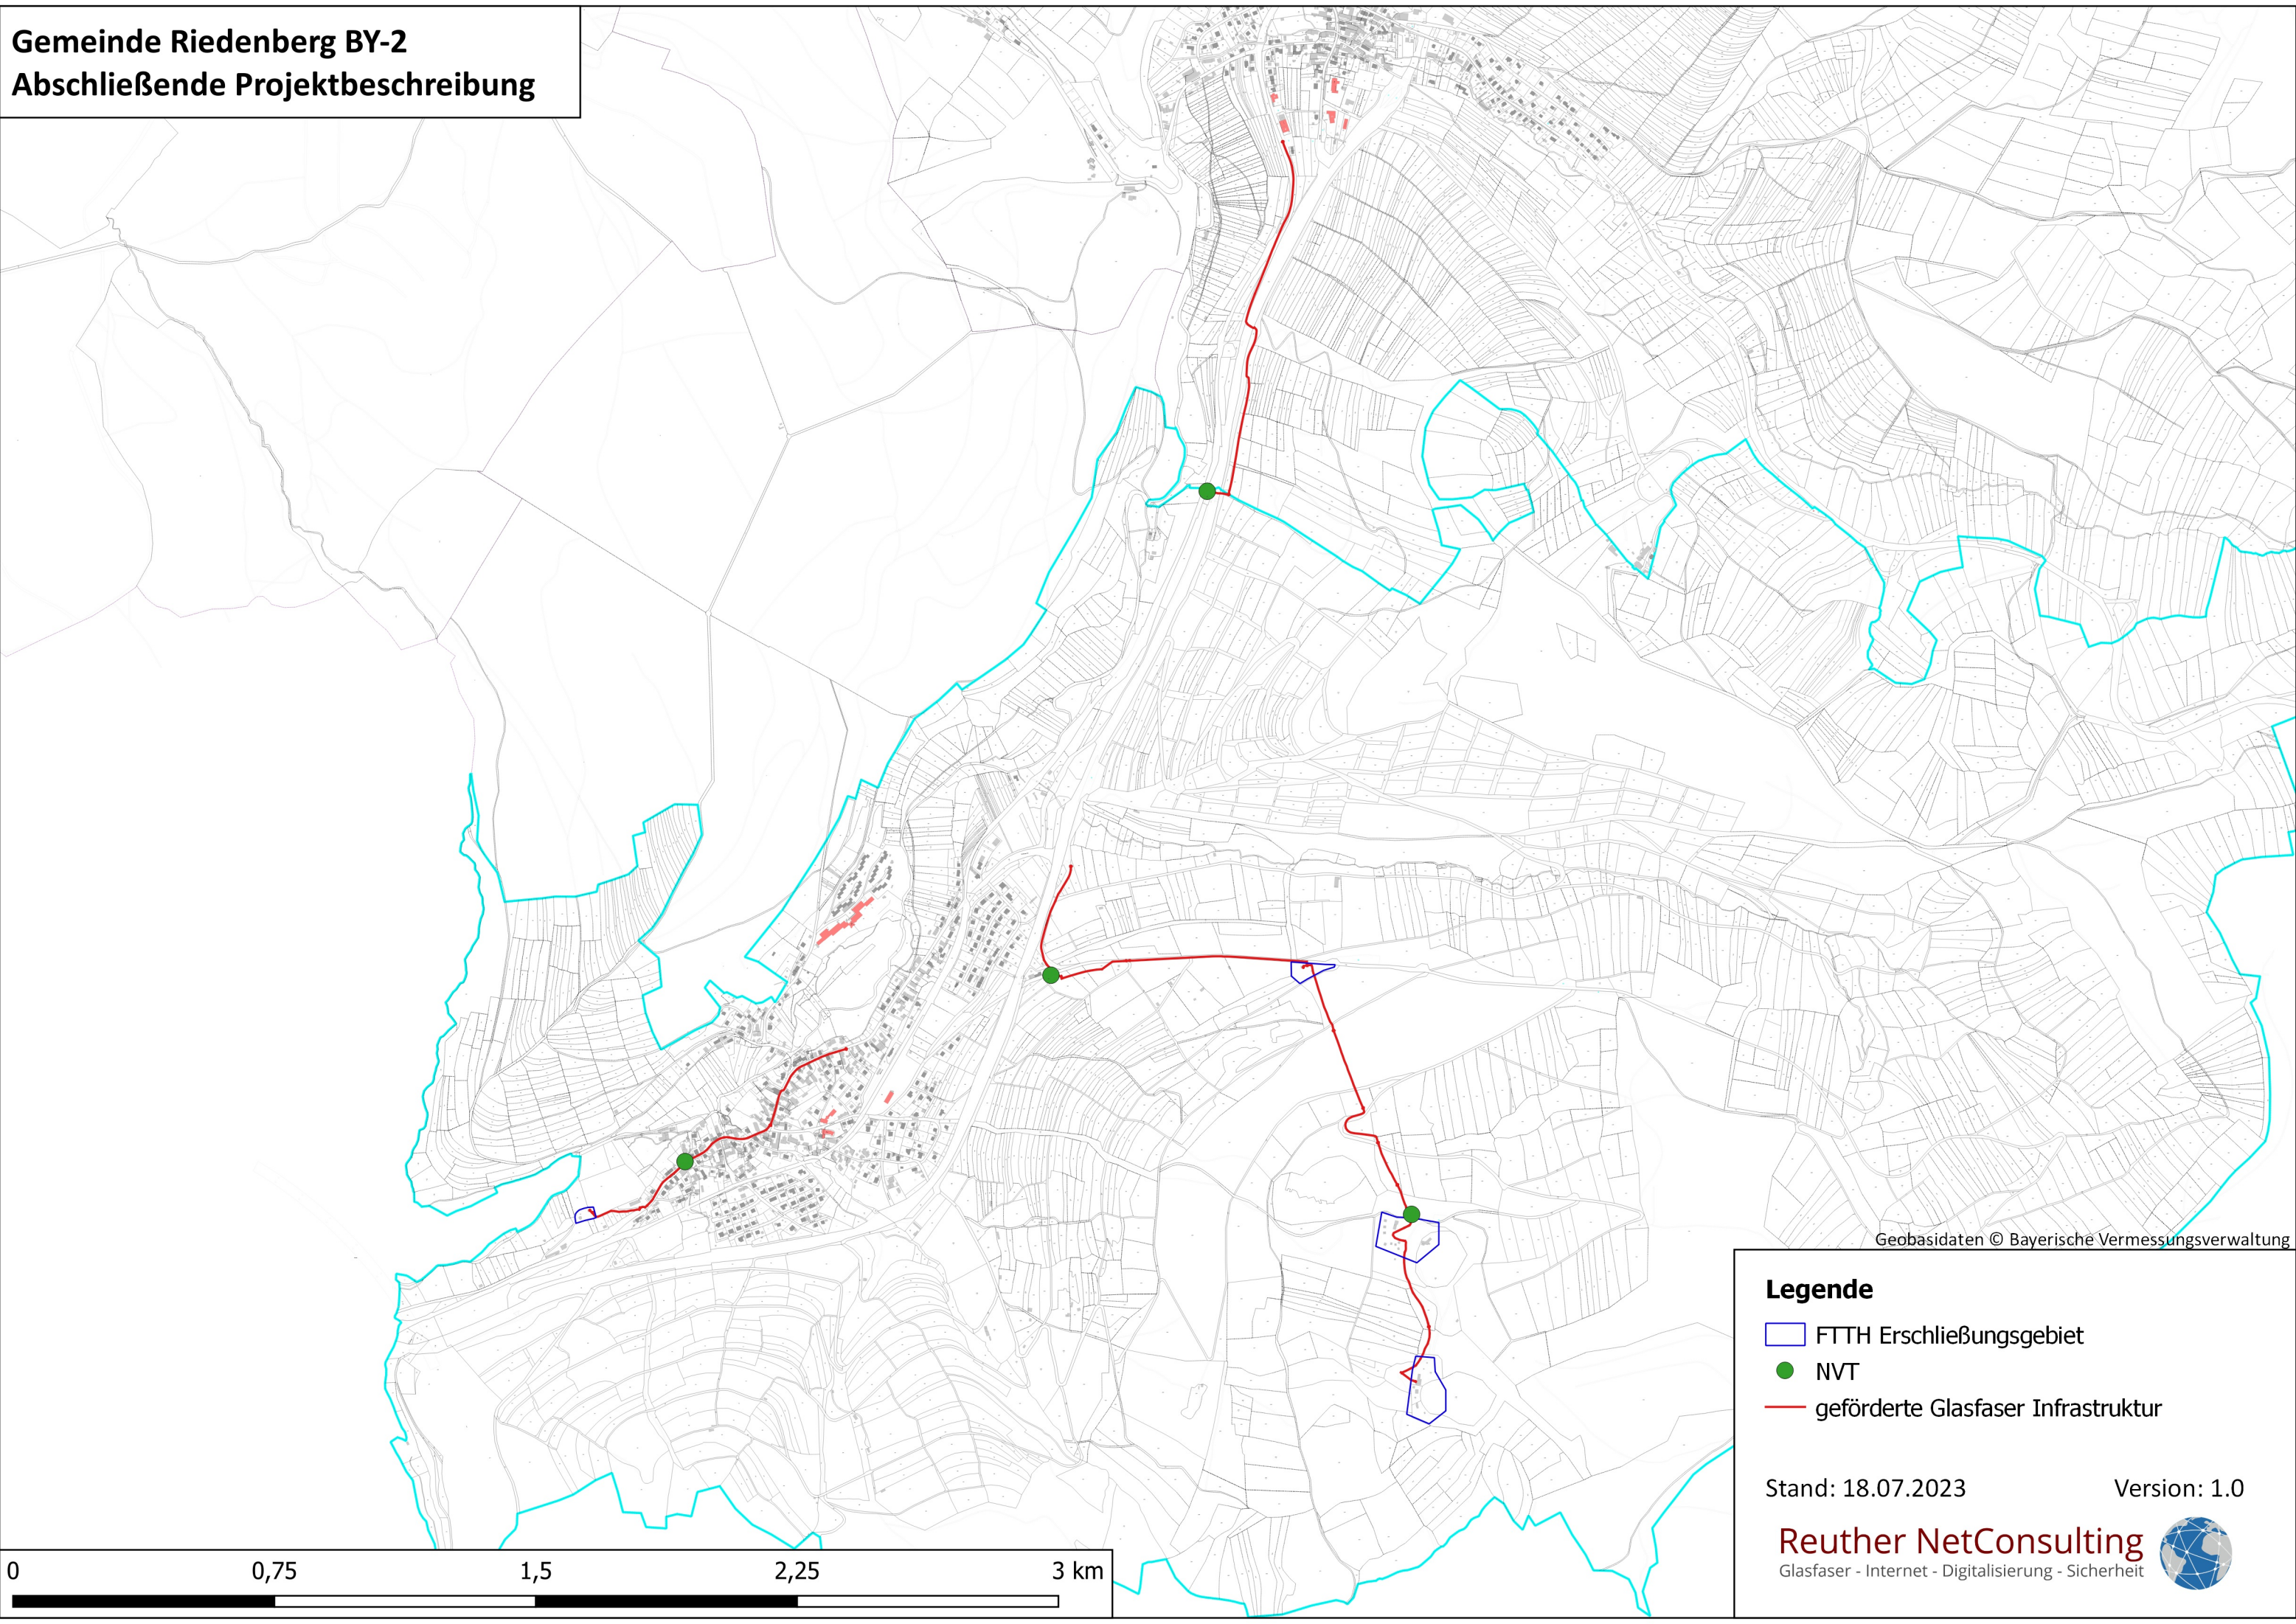 Gemeinde Riedenberg BY-2
Abschließende Projektbeschreibung
Geobasidaten © Bayerische Vermessungsverwaltung
Legende
FTTH Erschließungsgebiet
NVT
geförderte Glasfaser Infrastruktur
Stand: 18.07.2023 Version: 1.0
Reuther NetConsulting
Glasfaser - Internet - Digitalisierung - Sicherheit
0 0,75 1,5 2,25 3 km